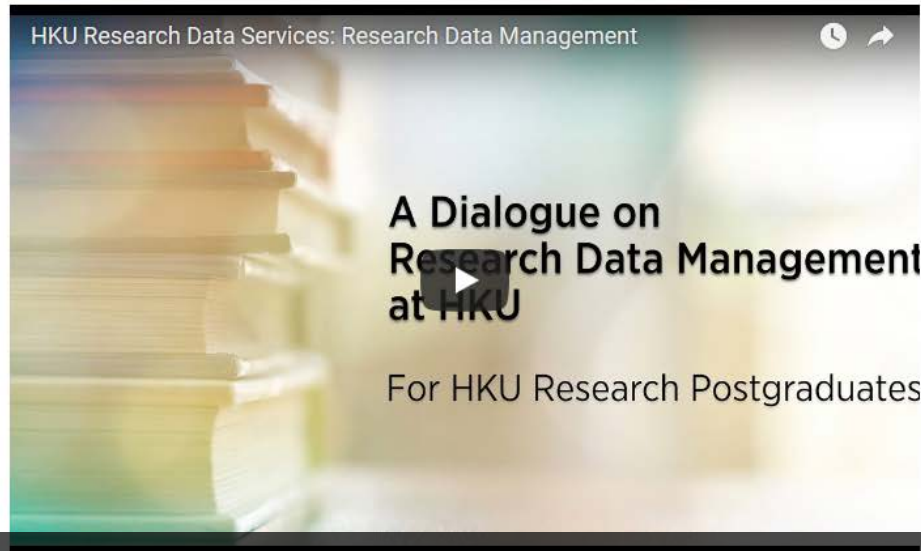 HKU Research Data Services: Research Data Management
A Dialogue on
Research Data Management
at HKU
For HKU Research Postgraduates